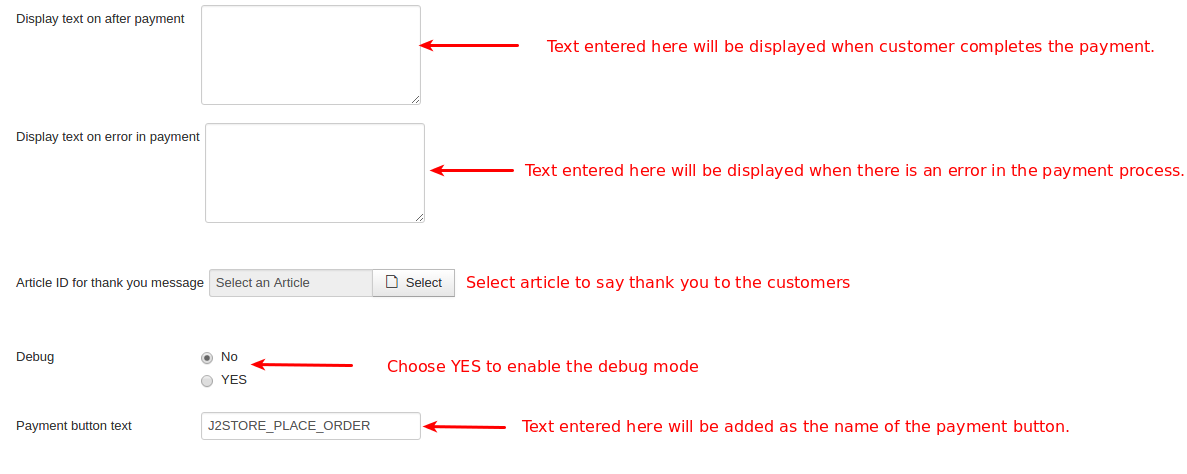 Display text on after payment
Text entered here will be displayed when customer completes the payment.
Display text on error in payment
Text entered here will be displayed when there is an error in the payment process.
Article ID for thank you message Select an Article Select Select article to say thank you to the customers
Debug No
Choose YES to enable the debug mode
YES
Payment button text J2STORE_PLACE_ORDER Text entered here will be added as the name of the payment button.